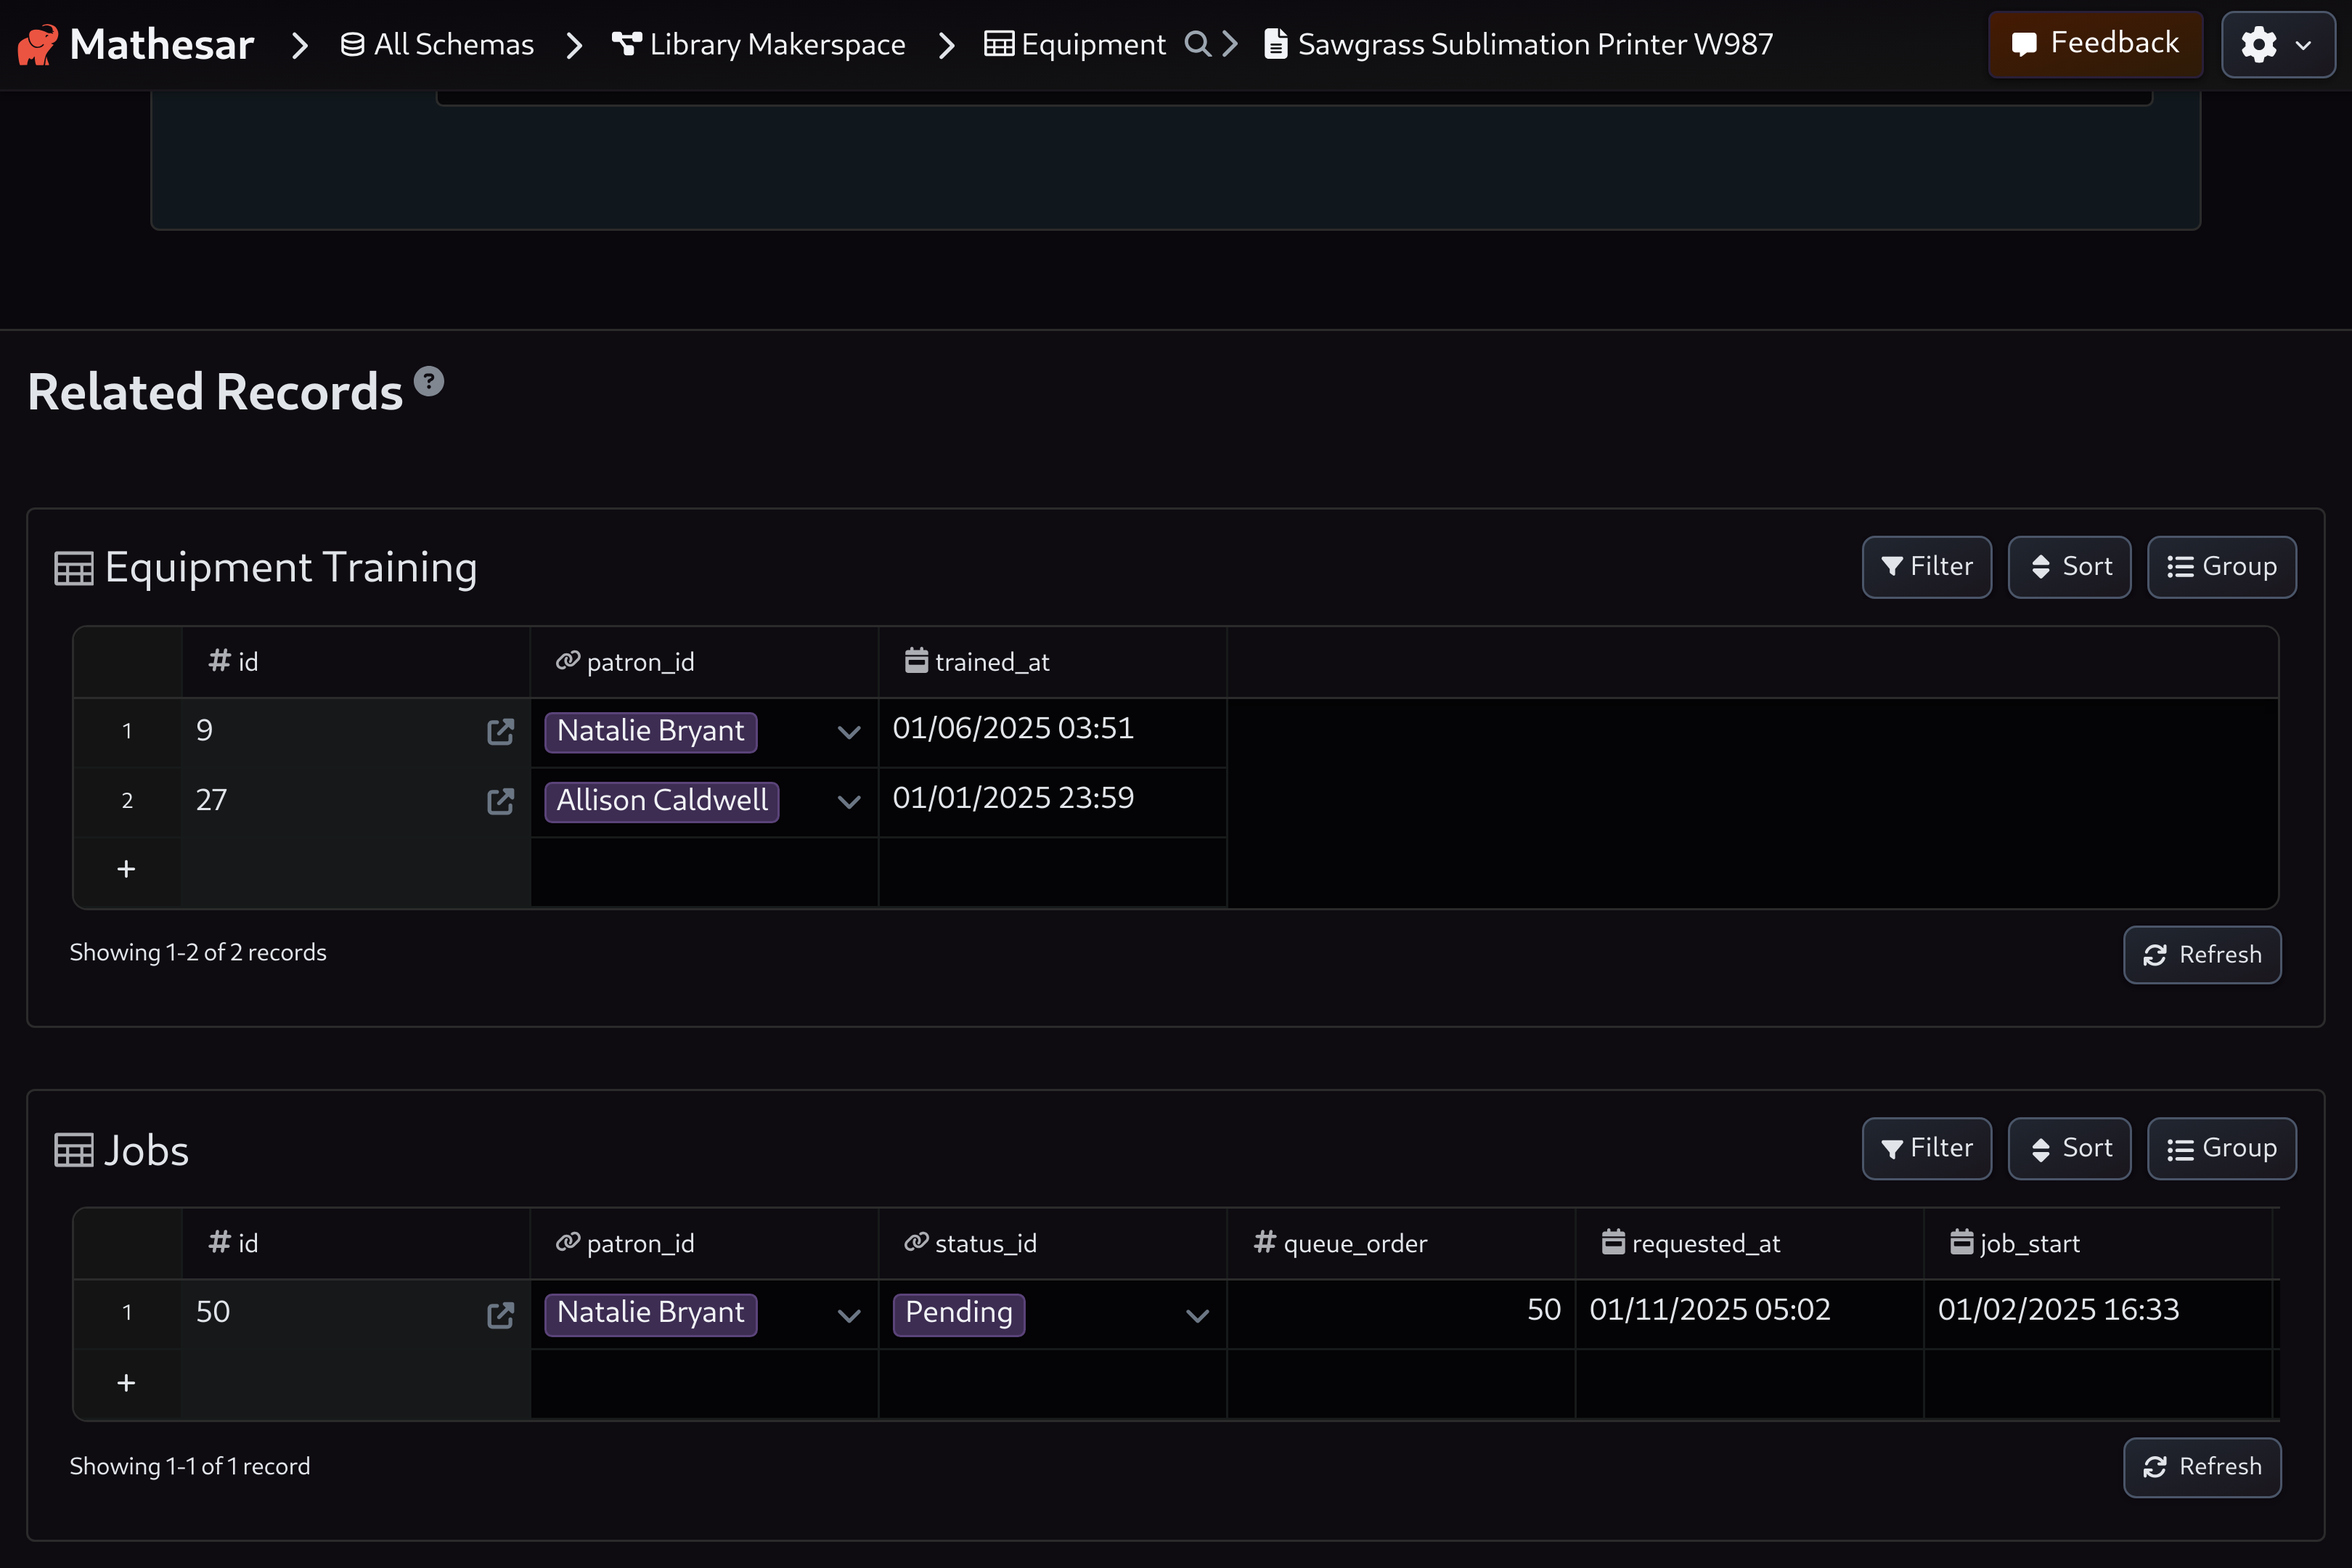 Mathesar All Schemas Library Makerspace Equipment Sawgrass Sublimation Printer W987 Feedback
Related Records ?
Equipment Training Filter Sort Group
# id patron_id trained_at
1 9 Natalie Bryant 01/06/2025 03:51
2 27 Allison Caldwell 01/01/2025 23:59
+
Showing 1-2 of 2 records Refresh
Jobs Filter Sort Group
# id patron_id status_id # queue_order requested_at job_start
1 50 Natalie Bryant Pending 50 01/11/2025 05:02 01/02/2025 16:33
+
Showing 1-1 of 1 record Refresh